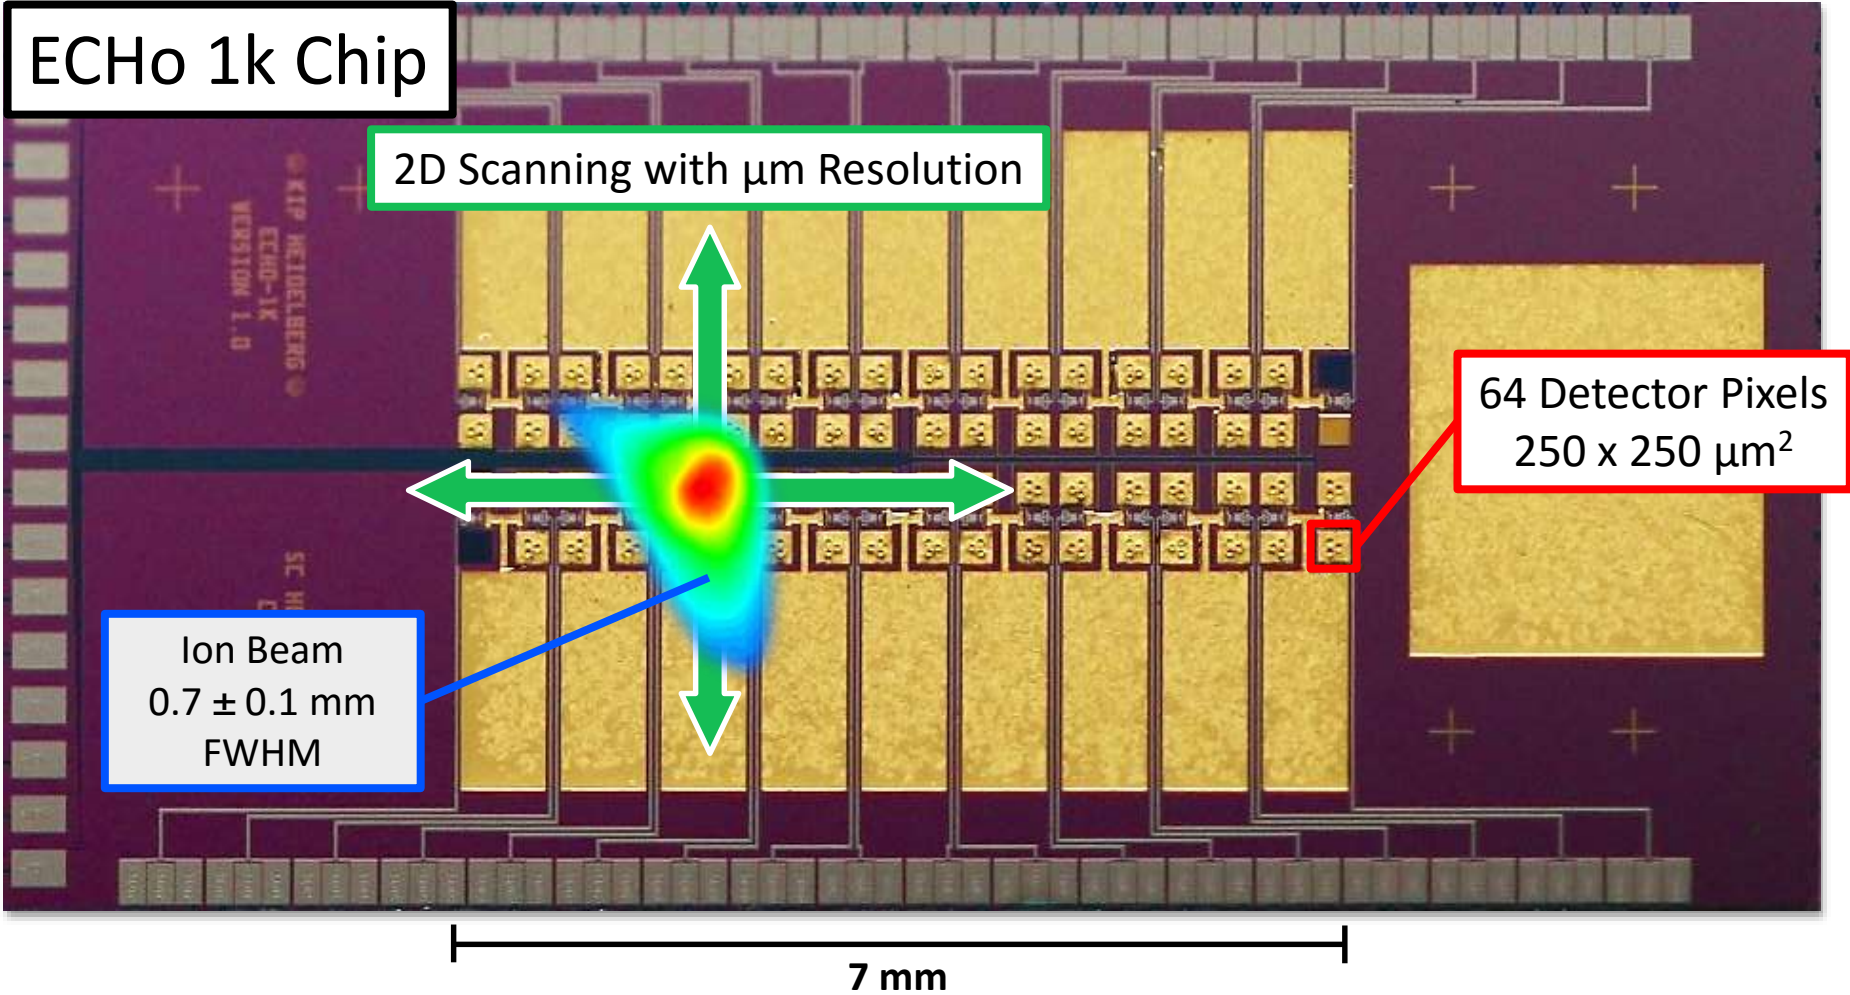 ECHo 1k Chip
2D Scanning with µm Resolution
KIP HEIDELBERG
ECHO-1K
VERSION 1.0
64 Detector Pixels
250 x 250 µm²
Ion Beam
0.7 ± 0.1 mm
FWHM
7 mm